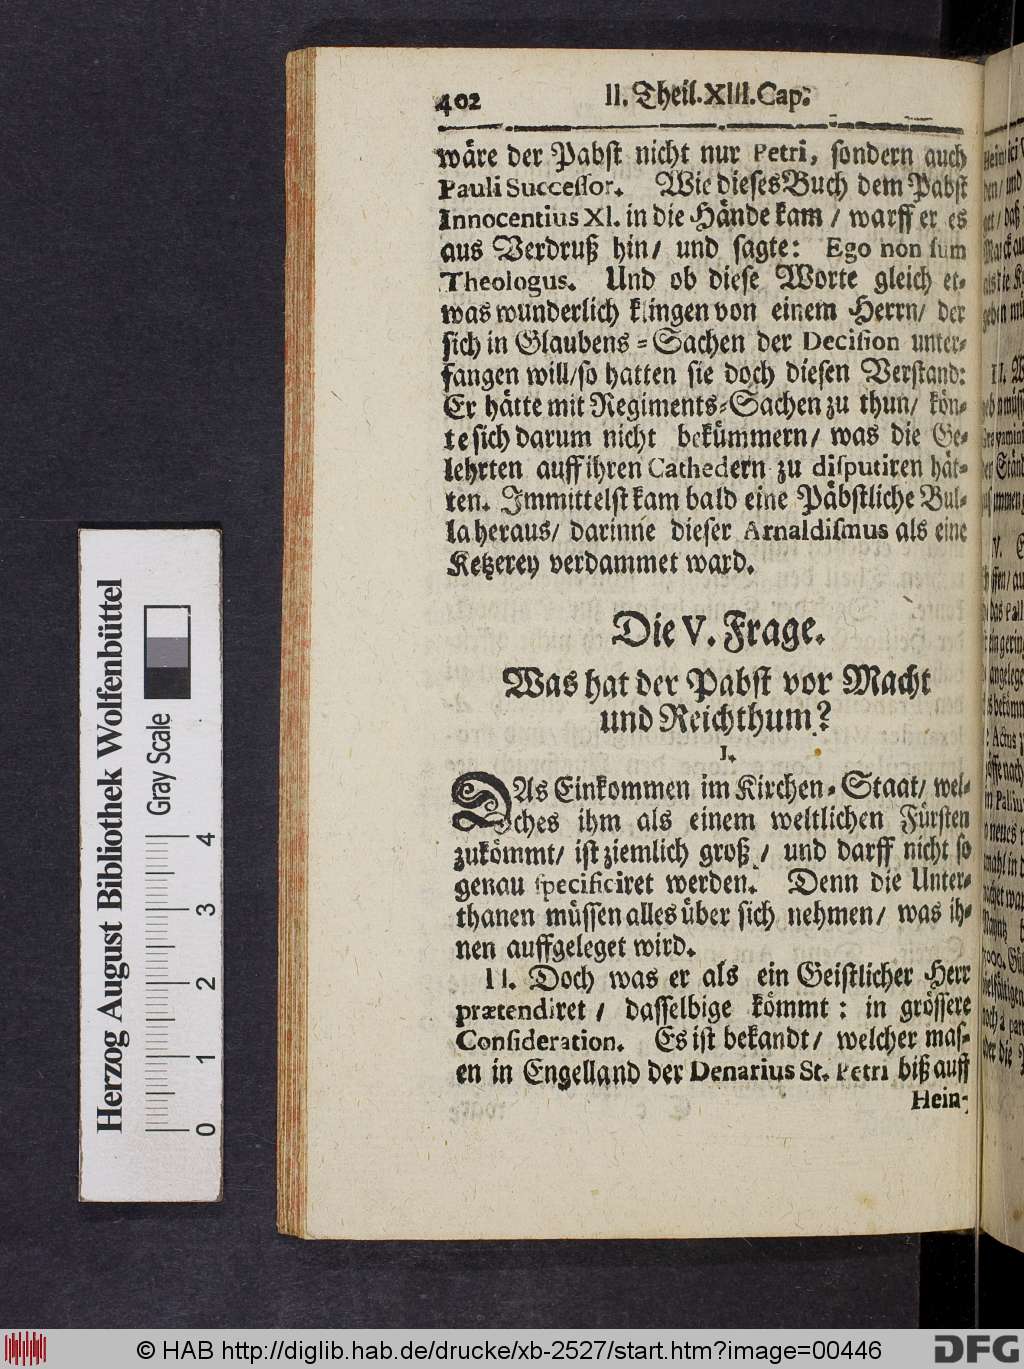 402 II. Theil. XIII. Cap.
wäre der Pabst nicht nur Petri, sondern auch
Pauli Successor. Wie dieses Buch dem Pabst
Innocentius XI. in die Hände kam / warff er es
aus Verdruß hin / und sagte: Ego non sum
Theologus. Und ob diese Worte gleich et-
was wunderlich klingen von einem Herrn / der
sich in Glaubens-Sachen der Decision unter-
fangen will / so hatten sie doch diesen Verstand:
Er hätte mit Regiments-Sachen zu thun / kön-
te sich darum nicht bekümmern / was die Ge-
lehrten auff ihren Cathedern zu disputiren hät-
ten. Immittelst kam bald eine Päbstliche Bul-
la heraus / darinne dieser Arnaldismus als eine
Ketzerey verdammet ward.
Die V. Frage.
Was hat der Pabst vor Macht
und Reichthum?
I.
DAs Einkommen im Kirchen-Staat / wel-
ches ihm als einem weltlichen Fürsten
zukömmt / ist ziemlich groß / und darff nicht so
genau specificiret werden. Denn die Unter-
thanen müssen alles über sich nehmen / was ih-
nen auffgeleget wird.
II. Doch was er als ein Geistlicher Herr
prætendiret / dasselbige kömmt: in grössere
Consideration. Es ist bekandt / welcher mas-
en in Engelland der Denarius St. Petri biß auff
Hein-
Herzog August Bibliothek Wolfenbüttel
Gray Scale
0 1 2 3 4
© HAB http://diglib.hab.de/drucke/xb-2527/start.htm?image=00446
DFG